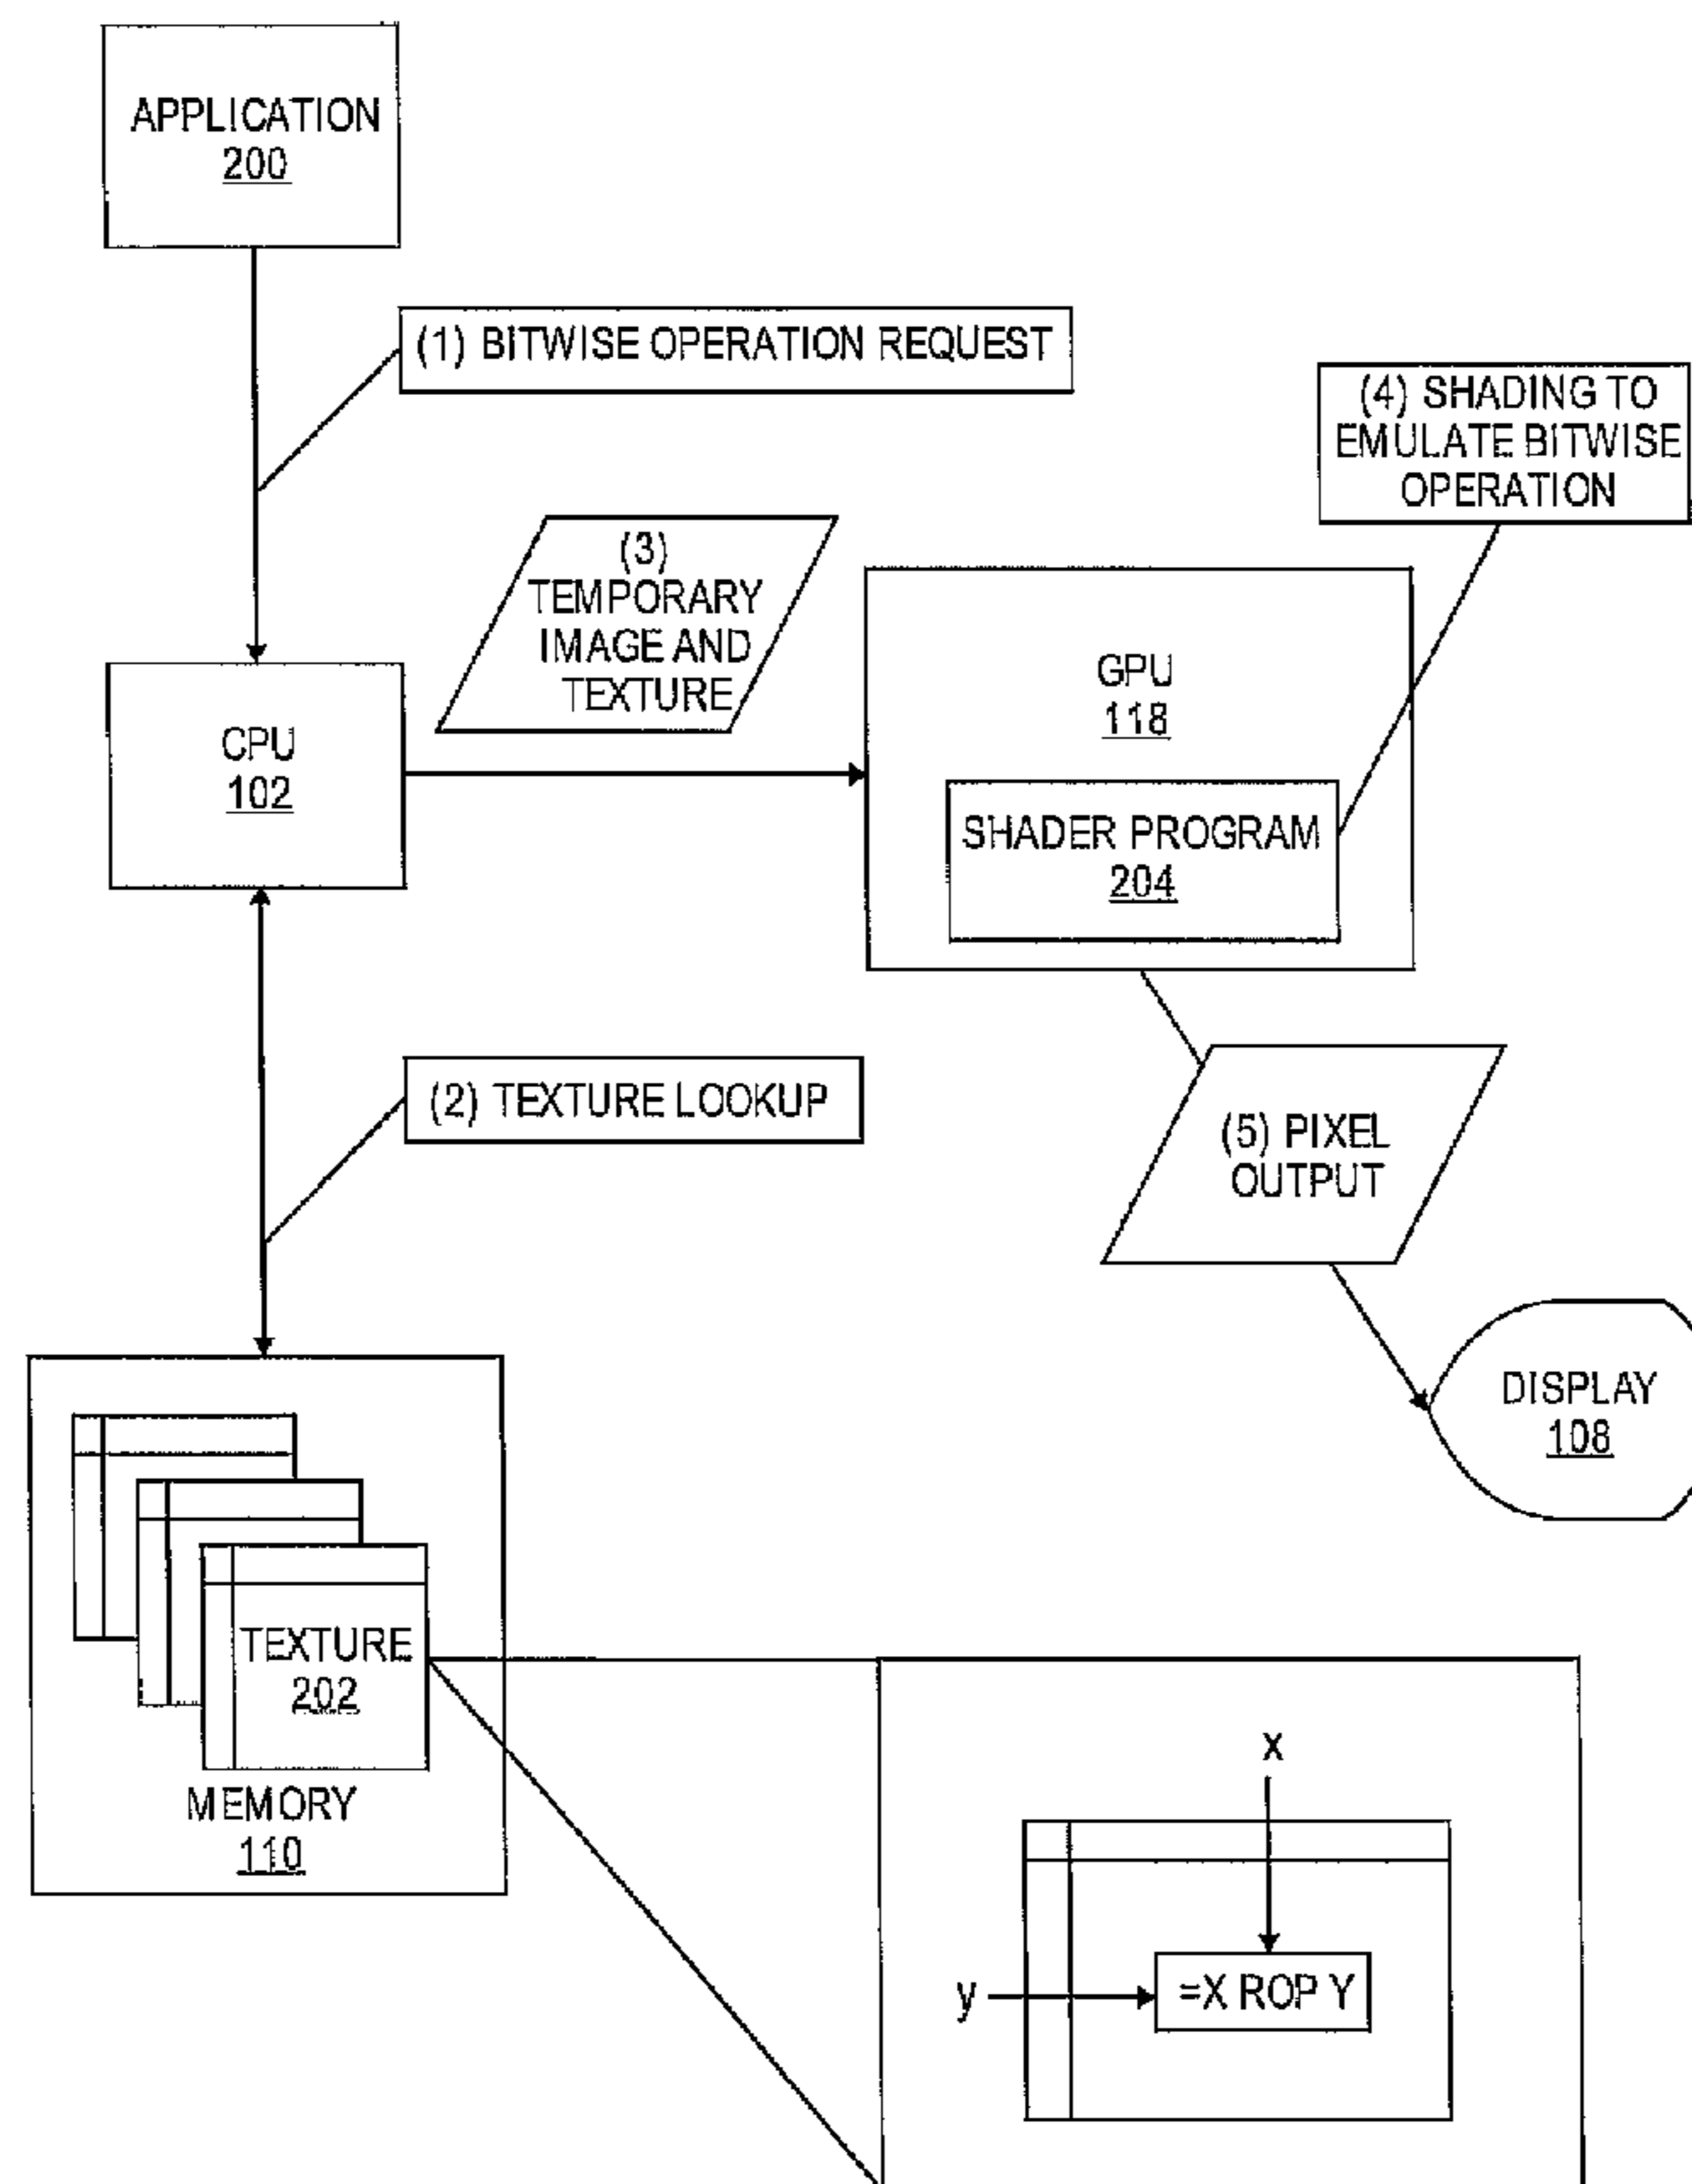 APPLICATION
200
(1) BITWISE OPERATION REQUEST
(4) SHADING TO
EMULATE BITWISE
OPERATION
(3)
TEMPORARY
IMAGE AND
TEXTURE
GPU
118
CPU
102
SHADER PROGRAM
204
(2) TEXTURE LOOKUP
(5) PIXEL
OUTPUT
DISPLAY
108
TEXTURE
202
MEMORY
110
x
y
=X ROP Y